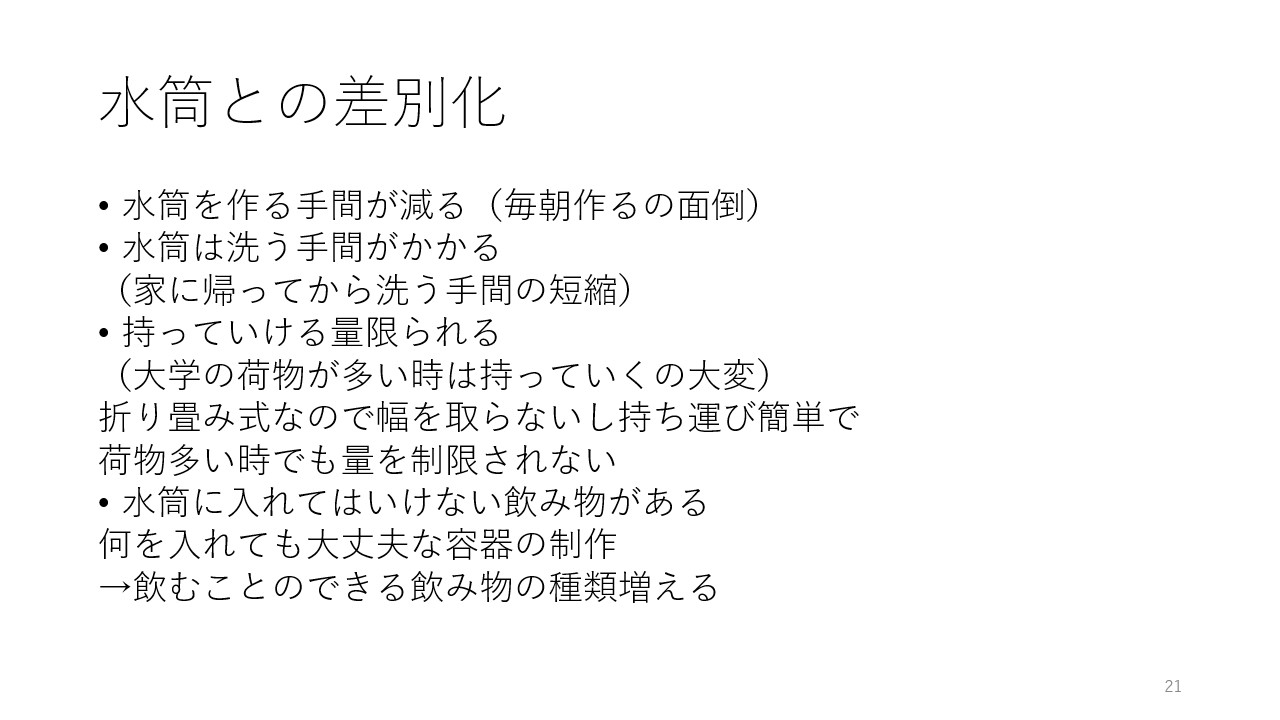 水筒との差別化
• 水筒を作る手間が減る（毎朝作るの面倒）
• 水筒は洗う手間がかかる
（家に帰ってから洗う手間の短縮）
• 持っていける量限られる
（大学の荷物が多い時は持っていくの大変）
折り畳み式なので幅を取らないし持ち運び簡単で
荷物多い時でも量を制限されない
• 水筒に入れてはいけない飲み物がある
何を入れても大丈夫な容器の制作
→飲むことのできる飲み物の種類増える
21